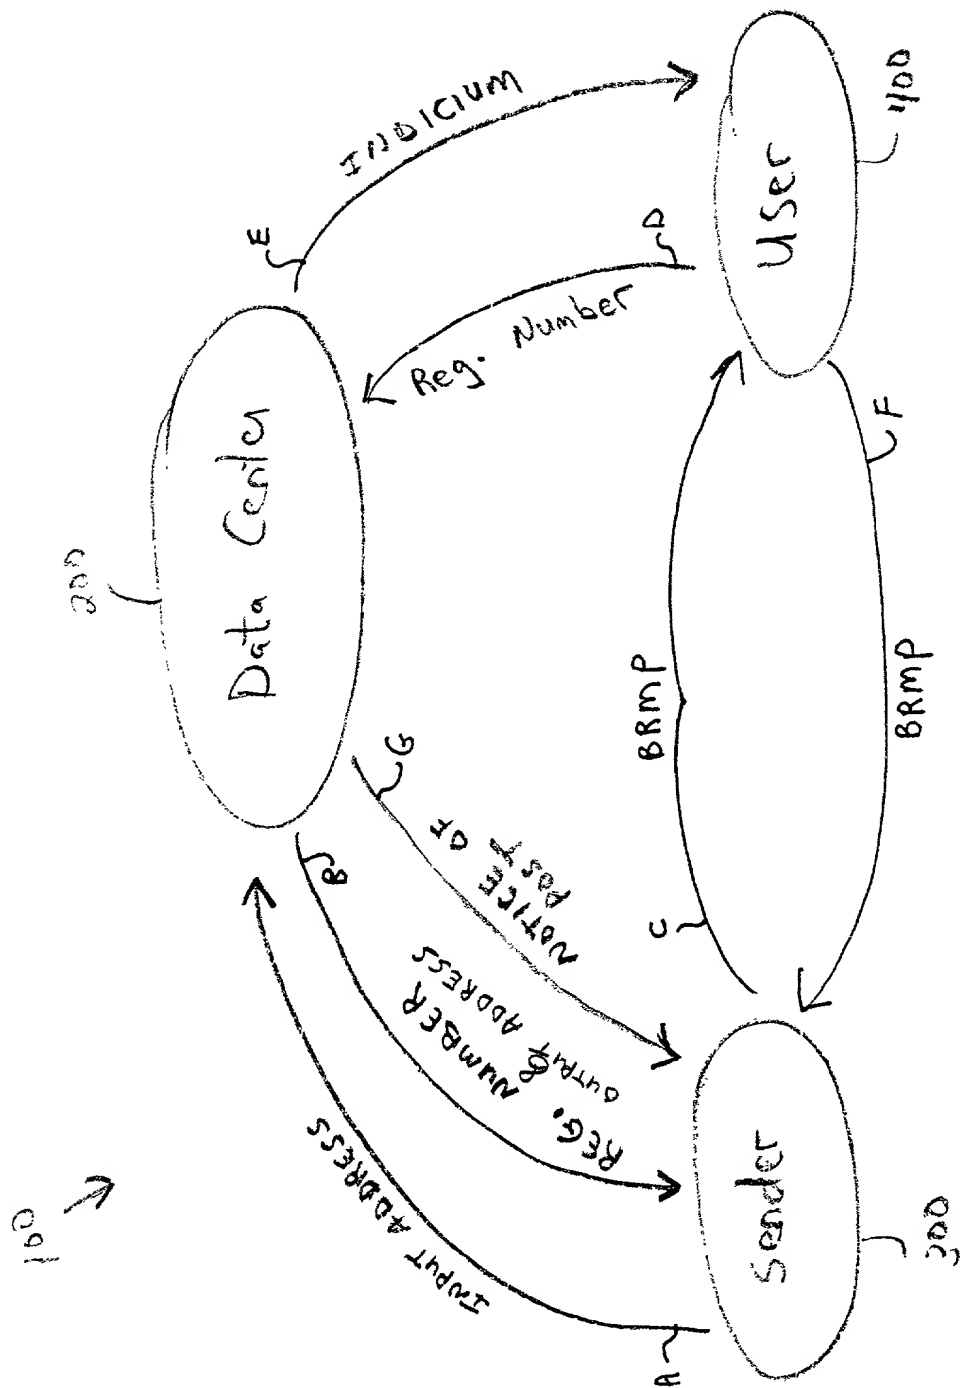 100
200
Data Center
A
INPUT ADDRESS
B
REG. NUMBER
& OUTPUT ADDRESS
G
NOTICE OF
POST
E
INDICIUM
D
Reg. Number
C
BRMP
F
BRMP
Sender
300
User
400